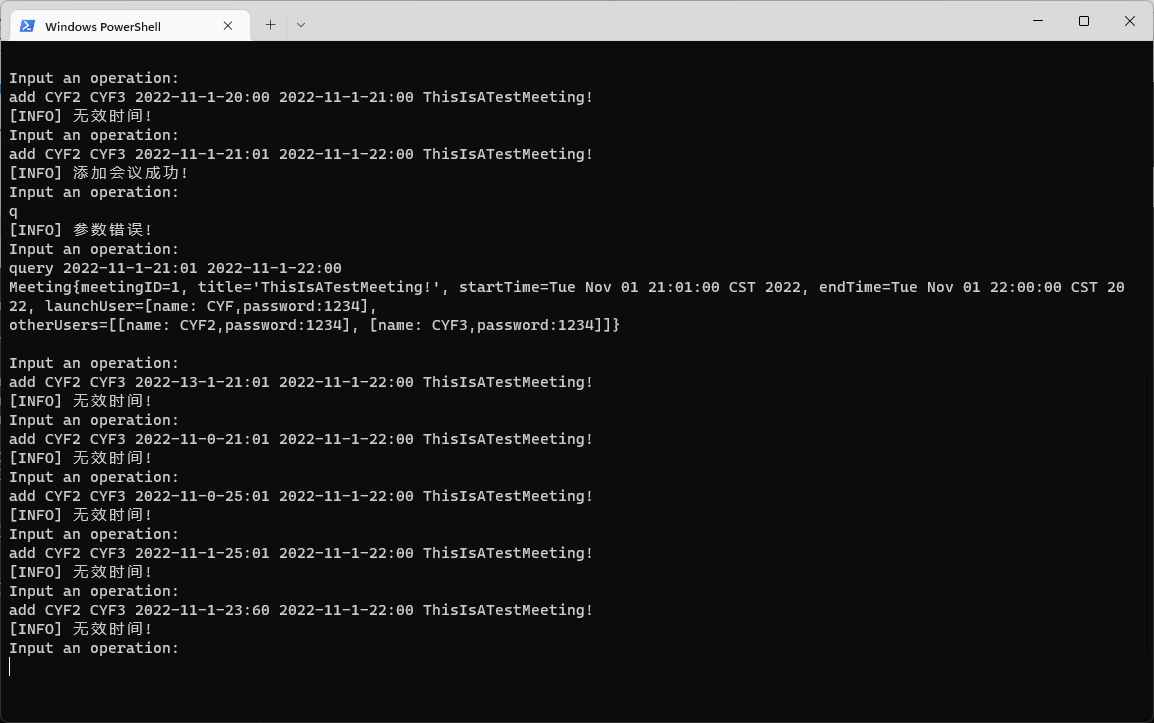 Windows PowerShell
Input an operation:
add CYF2 CYF3 2022-11-1-20:00 2022-11-1-21:00 ThisIsATestMeeting!
[INFO] 无效时间!
Input an operation:
add CYF2 CYF3 2022-11-1-21:01 2022-11-1-22:00 ThisIsATestMeeting!
[INFO] 添加会议成功!
Input an operation:
q
[INFO] 参数错误!
Input an operation:
query 2022-11-1-21:01 2022-11-1-22:00
Meeting{meetingID=1, title='ThisIsATestMeeting!', startTime=Tue Nov 01 21:01:00 CST 2022, endTime=Tue Nov 01 22:00:00 CST 20
22, launchUser=[name: CYF,password:1234],
otherUsers=[[name: CYF2,password:1234], [name: CYF3,password:1234]]}
Input an operation:
add CYF2 CYF3 2022-13-1-21:01 2022-11-1-22:00 ThisIsATestMeeting!
[INFO] 无效时间!
Input an operation:
add CYF2 CYF3 2022-11-0-21:01 2022-11-1-22:00 ThisIsATestMeeting!
[INFO] 无效时间!
Input an operation:
add CYF2 CYF3 2022-11-0-25:01 2022-11-1-22:00 ThisIsATestMeeting!
[INFO] 无效时间!
Input an operation:
add CYF2 CYF3 2022-11-1-25:01 2022-11-1-22:00 ThisIsATestMeeting!
[INFO] 无效时间!
Input an operation:
add CYF2 CYF3 2022-11-1-23:60 2022-11-1-22:00 ThisIsATestMeeting!
[INFO] 无效时间!
Input an operation: